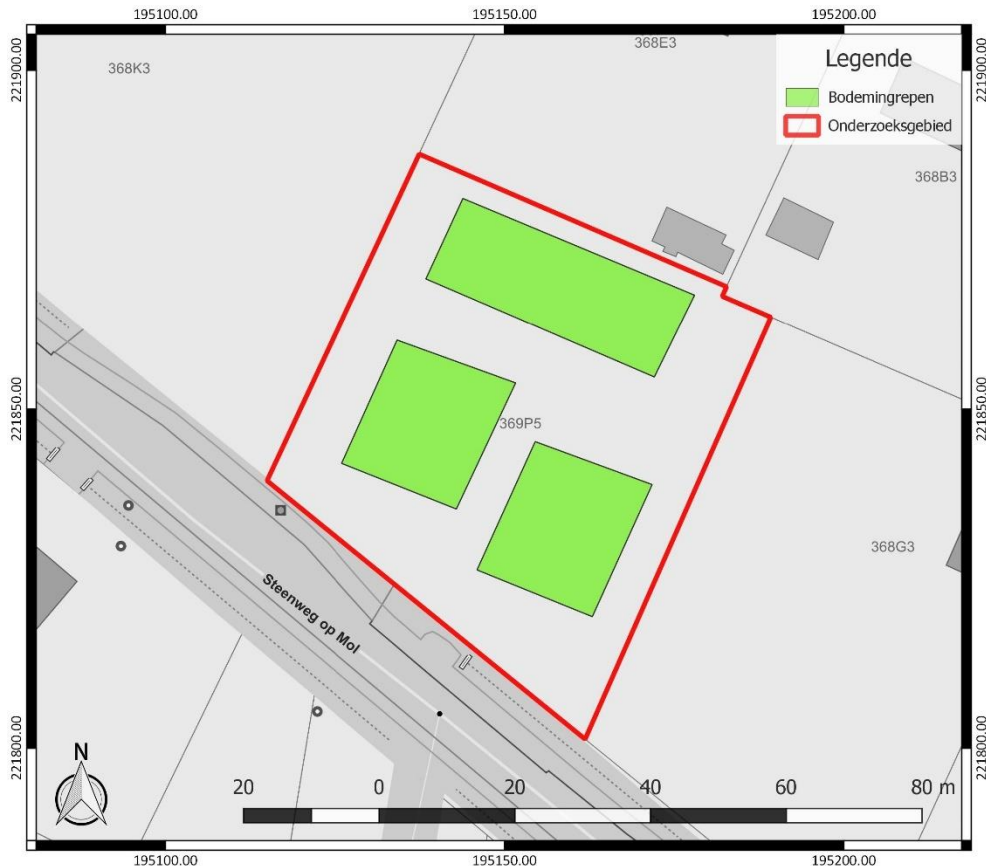 195100.00 195150.00 195200.00
221900.00 221900.00
368K3
368E3
Legende
Bodemingrepen
Onderzoeksgebied
368B3
221850.00 221850.00
369P5
368G3
Steenweg op Mol
221800.00 221800.00
N
20 0 20 40 60 80 m
195100.00 195150.00 195200.00